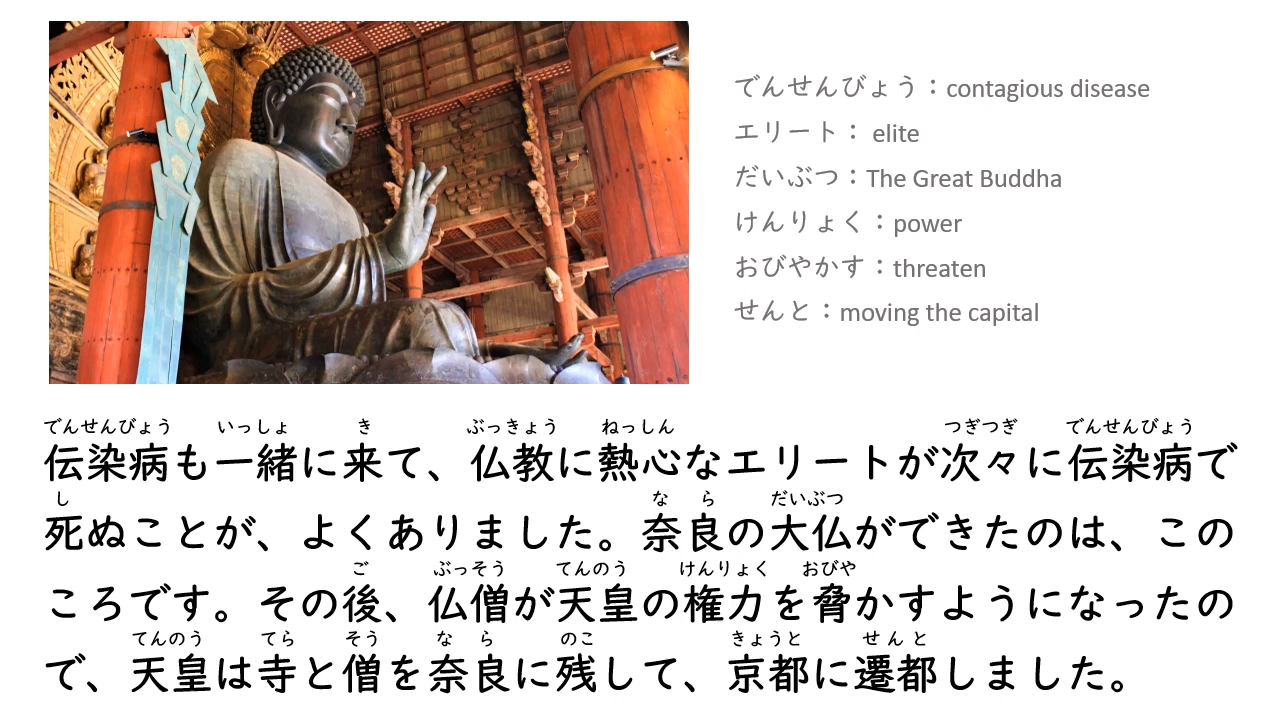 でんせんびょう：contagious disease
エリート： elite
だいぶつ：The Great Buddha
けんりょく：power
おびやかす：threaten
せんと：moving the capital
でんせんびょう いっしょ き ぶっきょう ねっしん つぎつぎ でんせんびょう
伝染病も一緒に来て、仏教に熱心なエリートが次々に伝染病で
し な ら だいぶつ
死ぬことが、よくありました。奈良の大仏ができたのは、この
ご ぶっそう てんのう けんりょく おびや
ころです。その後、仏僧が天皇の権力を脅かすようになったの
てんのう てら そう な ら のこ きょうと せんと
で、天皇は寺と僧を奈良に残して、京都に遷都しました。